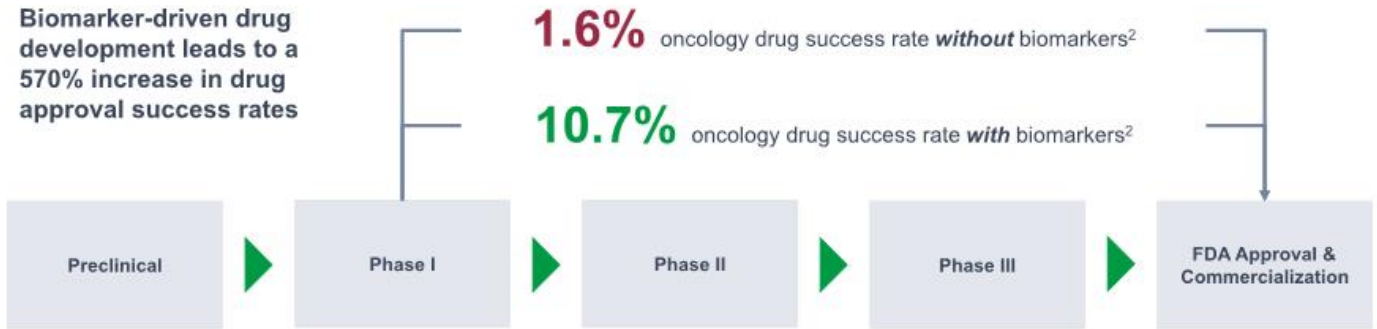 Biomarker-driven drug
development leads to a
570% increase in drug
approval success rates
1.6% oncology drug success rate without biomarkers²
10.7% oncology drug success rate with biomarkers²
Preclinical
Phase I
Phase II
Phase III
FDA Approval &
Commercialization